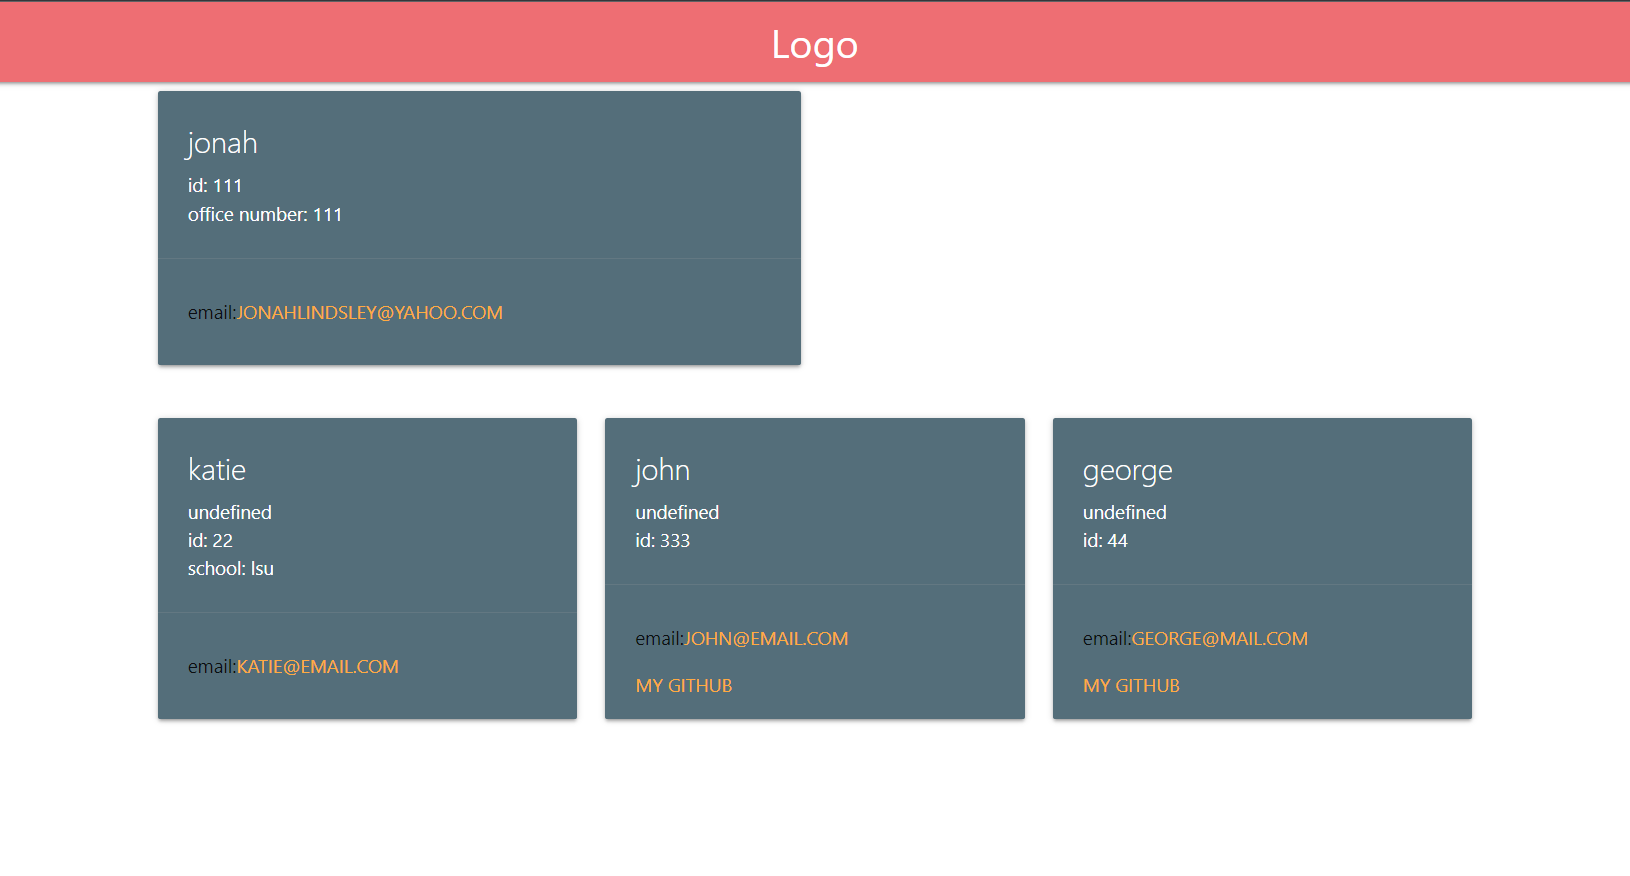 Logo
jonah
id: 111
office number: 111
email:JONAHLINDSLEY@YAHOO.COM
katie
undefined
id: 22
school: lsu
email:KATIE@EMAIL.COM
john
undefined
id: 333
email:JOHN@EMAIL.COM
MY GITHUB
george
undefined
id: 44
email:GEORGE@MAIL.COM
MY GITHUB